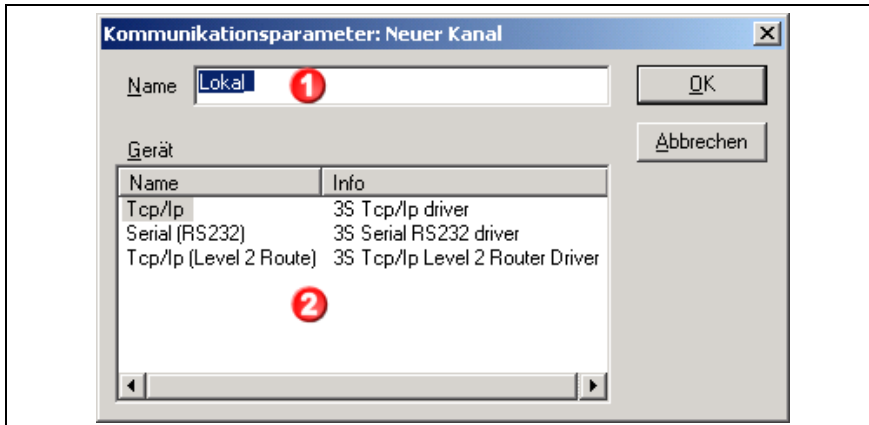 Kommunikationsparameter: Neuer Kanal
Name Lokal_ 1 OK
Abbrechen
Gerät
Name Info
Tcp/Ip 3S Tcp/Ip driver
Serial (RS232) 3S Serial RS232 driver
Tcp/Ip (Level 2 Route) 3S Tcp/Ip Level 2 Router Driver
2